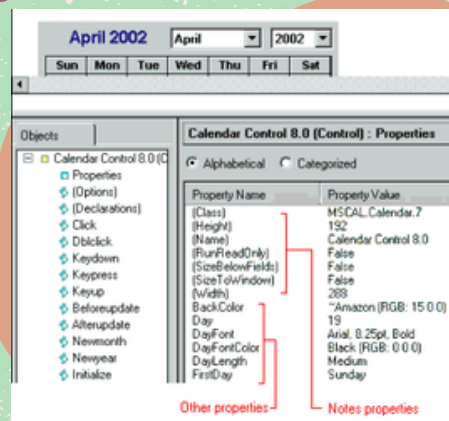 April 2002 April 2002
Sun Mon Tue Wed Thu Fri Sat
Objects
Calendar Control 8.0 (Control) : Properties
Calendar Control 8.0 (C
Alphabetical Categorized
Properties
(Options)
(Declarations)
Click
Dblclick
Keydown
Keypress
Keyup
Beforeupdate
Afterupdate
Newmonth
Newyear
Initialize
Property Name Property Value
(Class) MSCAL.Calendar.7
(Height) 192
(Name) Calendar Control 8.0
(RunReadOnly) False
(SizeBelowFields) False
(SizeToWindow) False
(Width) 288
BackColor ~Amazon (RGB: 15 0 0)
Day 19
DayFont Arial, 8.25pt, Bold
DayFontColor Black (RGB: 0 0 0)
DayLength Medium
FirstDay Sunday
Other properties Notes properties